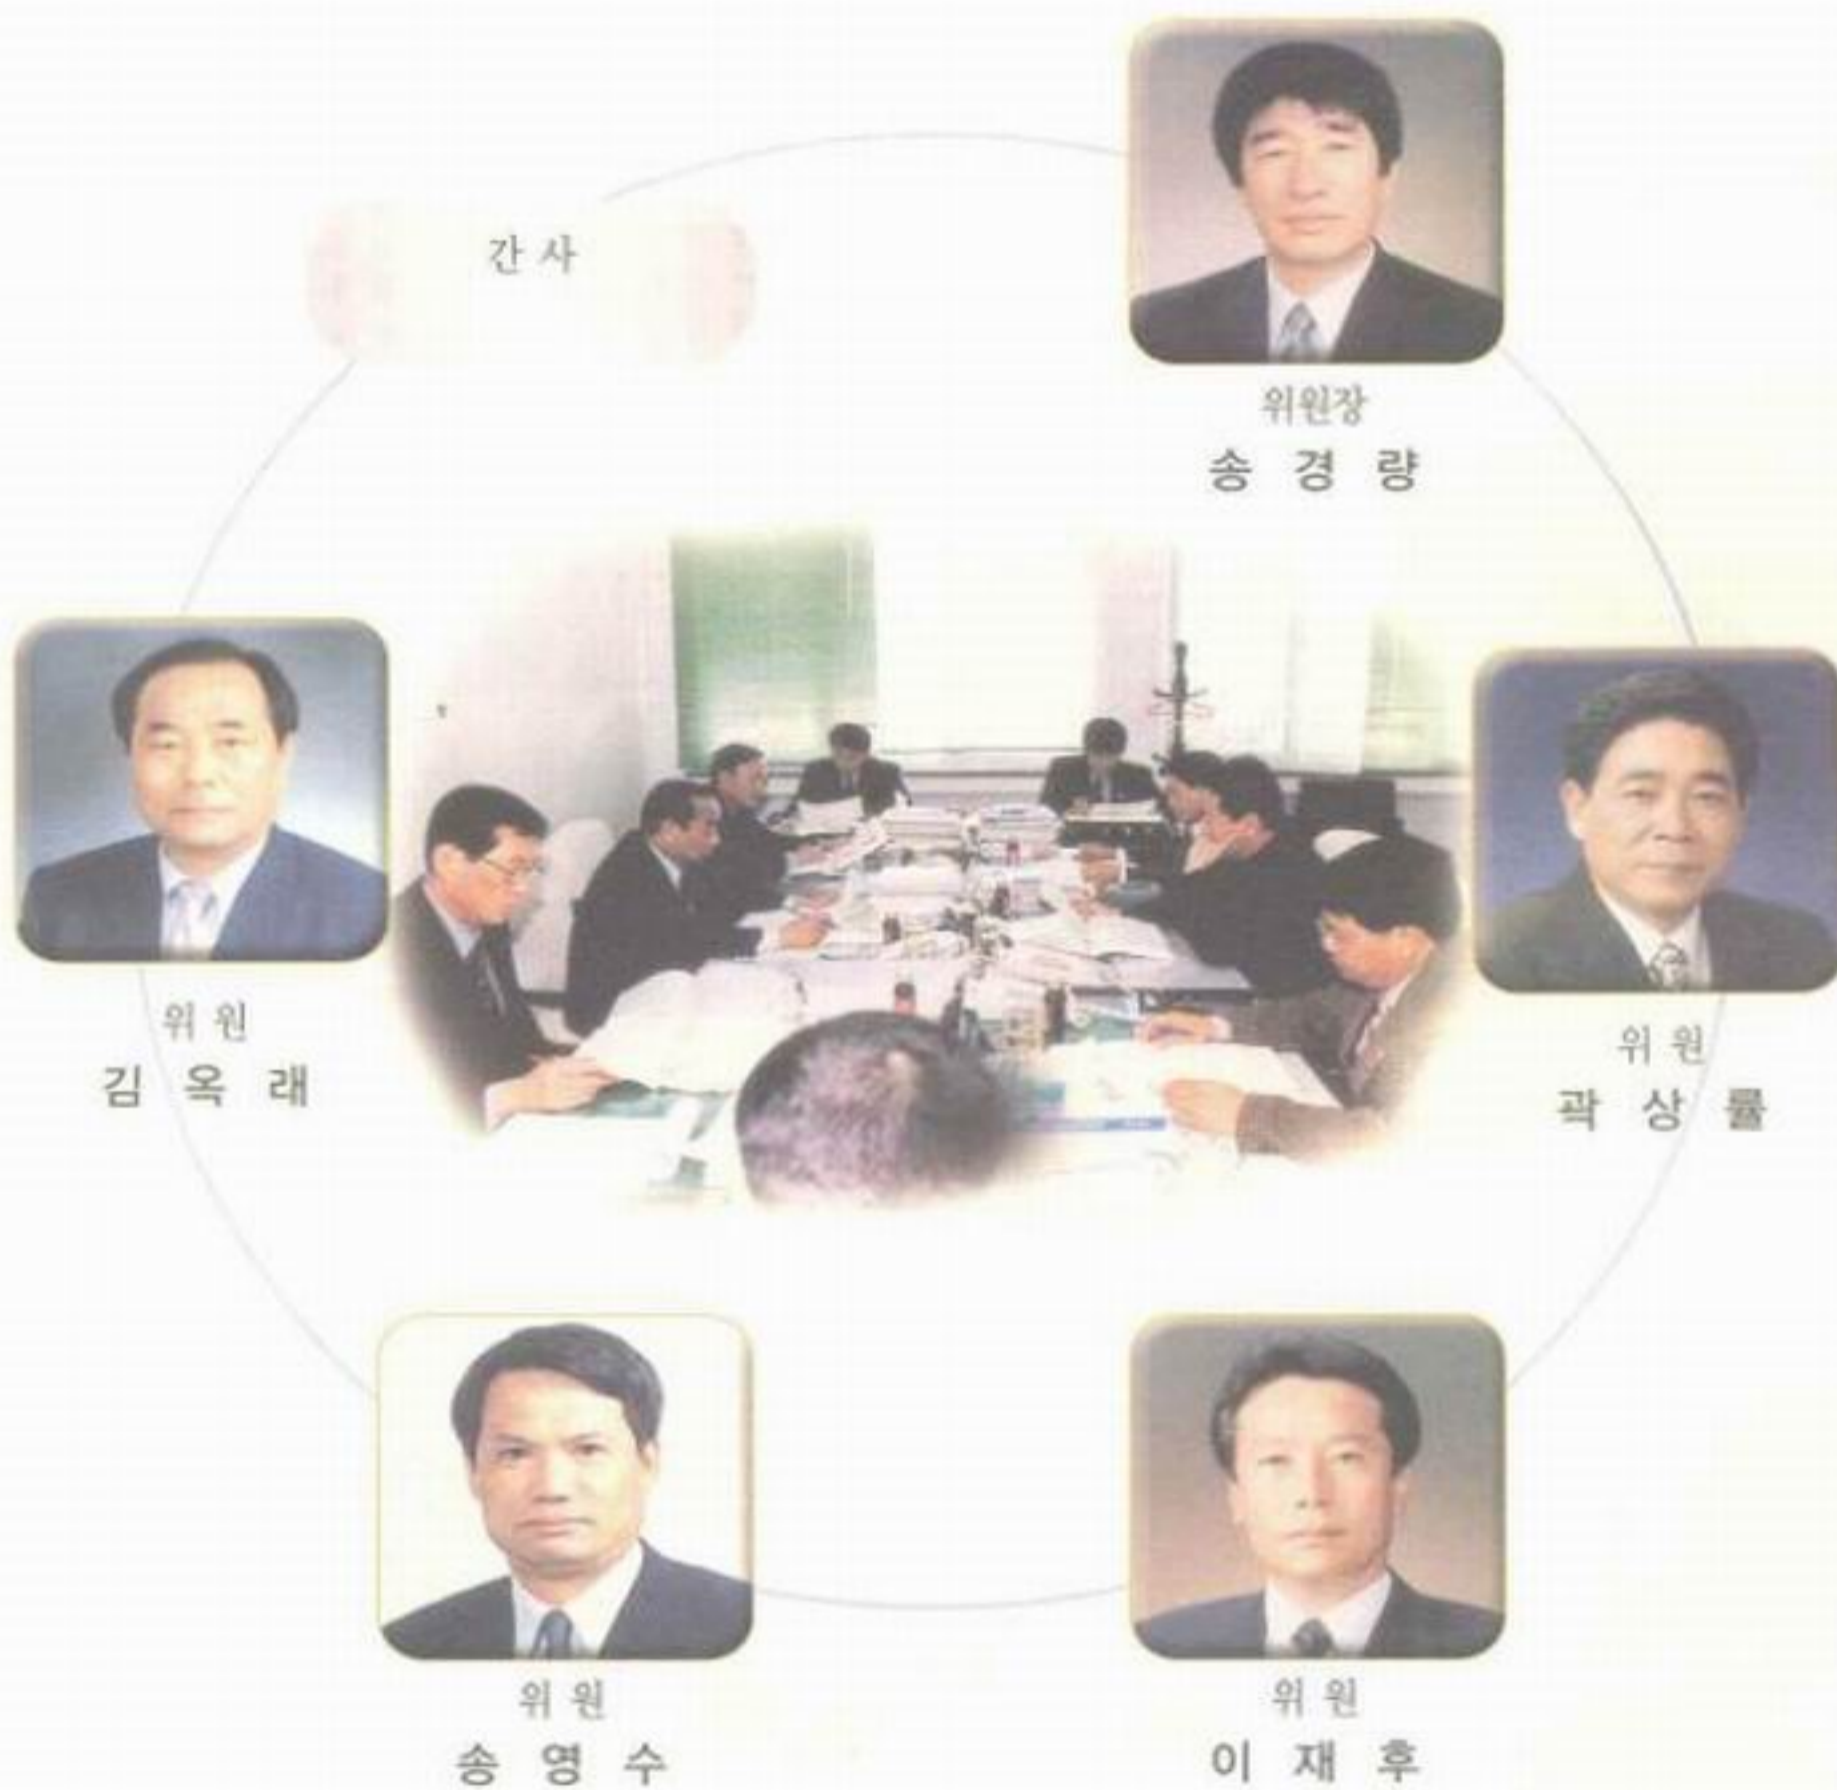 간 사
위원장
송 경 량
위 원
김 옥 래
위 원
곽 상 률
위 원
송 영 수
위 원
이 재 후